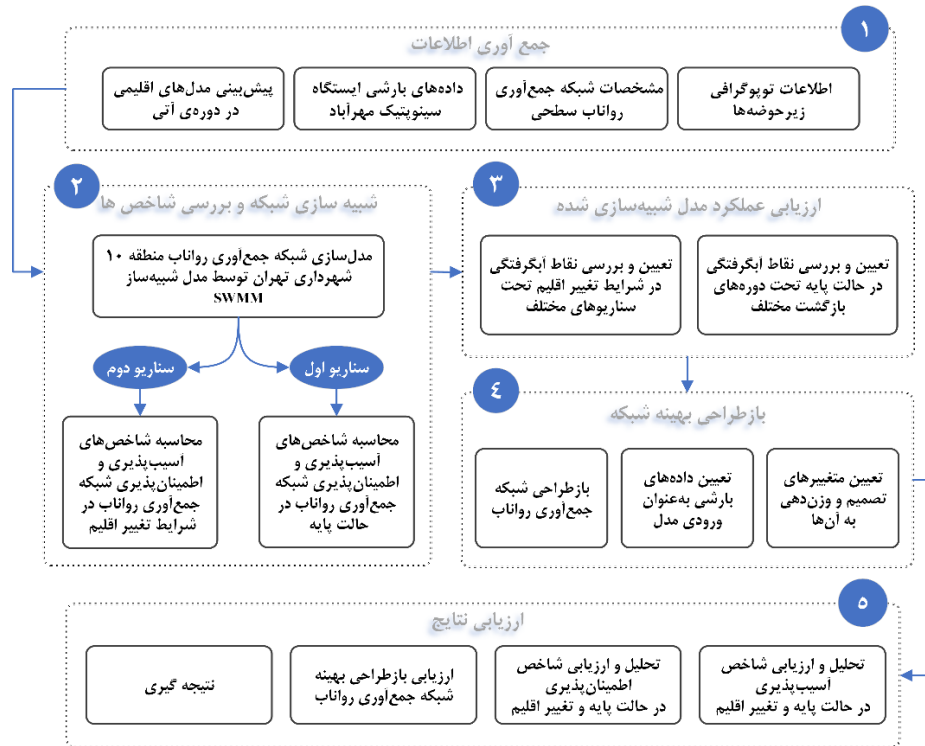 ۱
جمع آوری اطلاعات
اطلاعات توپوگرافی
زیرحوضه‌ها
مشخصات شبکه جمع‌آوری
رواناب سطحی
داده‌های بارشی ایستگاه
سینوپتیک مهرآباد
پیش‌بینی مدل‌های اقلیمی
در دوره‌ی آتی
۲
شبیه سازی شبکه و بررسی شاخص ها
مدل‌سازی شبکه جمع‌آوری رواناب منطقه ۱۰
شهرداری تهران توسط مدل شبیه‌ساز
SWMM
سناریو اول
سناریو دوم
محاسبه شاخص‌های
آسیب‌پذیری و
اطمینان‌پذیری شبکه
جمع‌آوری رواناب در
حالت پایه
محاسبه شاخص‌های
آسیب‌پذیری و
اطمینان‌پذیری شبکه
جمع‌آوری رواناب در
شرایط تغییر اقلیم
۳
ارزیابی عملکرد مدل شبیه‌سازی شده
تعیین و بررسی نقاط آبگرفتگی
در حالت پایه تحت دوره‌های
بازگشت مختلف
تعیین و بررسی نقاط آبگرفتگی
در شرایط تغییر اقلیم تحت
سناریوهای مختلف
٤
بازطراحی بهینه شبکه
تعیین متغیرهای
تصمیم و وزن‌دهی
به آن‌ها
تعیین داده‌های
بارشی به‌عنوان
ورودی مدل
بازطراحی شبکه
جمع‌آوری رواناب
۵
ارزیابی نتایج
تحلیل و ارزیابی شاخص
آسیب‌پذیری
در حالت پایه و تغییر اقلیم
تحلیل و ارزیابی شاخص
اطمینان‌پذیری
در حالت پایه و تغییر اقلیم
ارزیابی بازطراحی بهینه
شبکه جمع‌آوری رواناب
نتیجه گیری